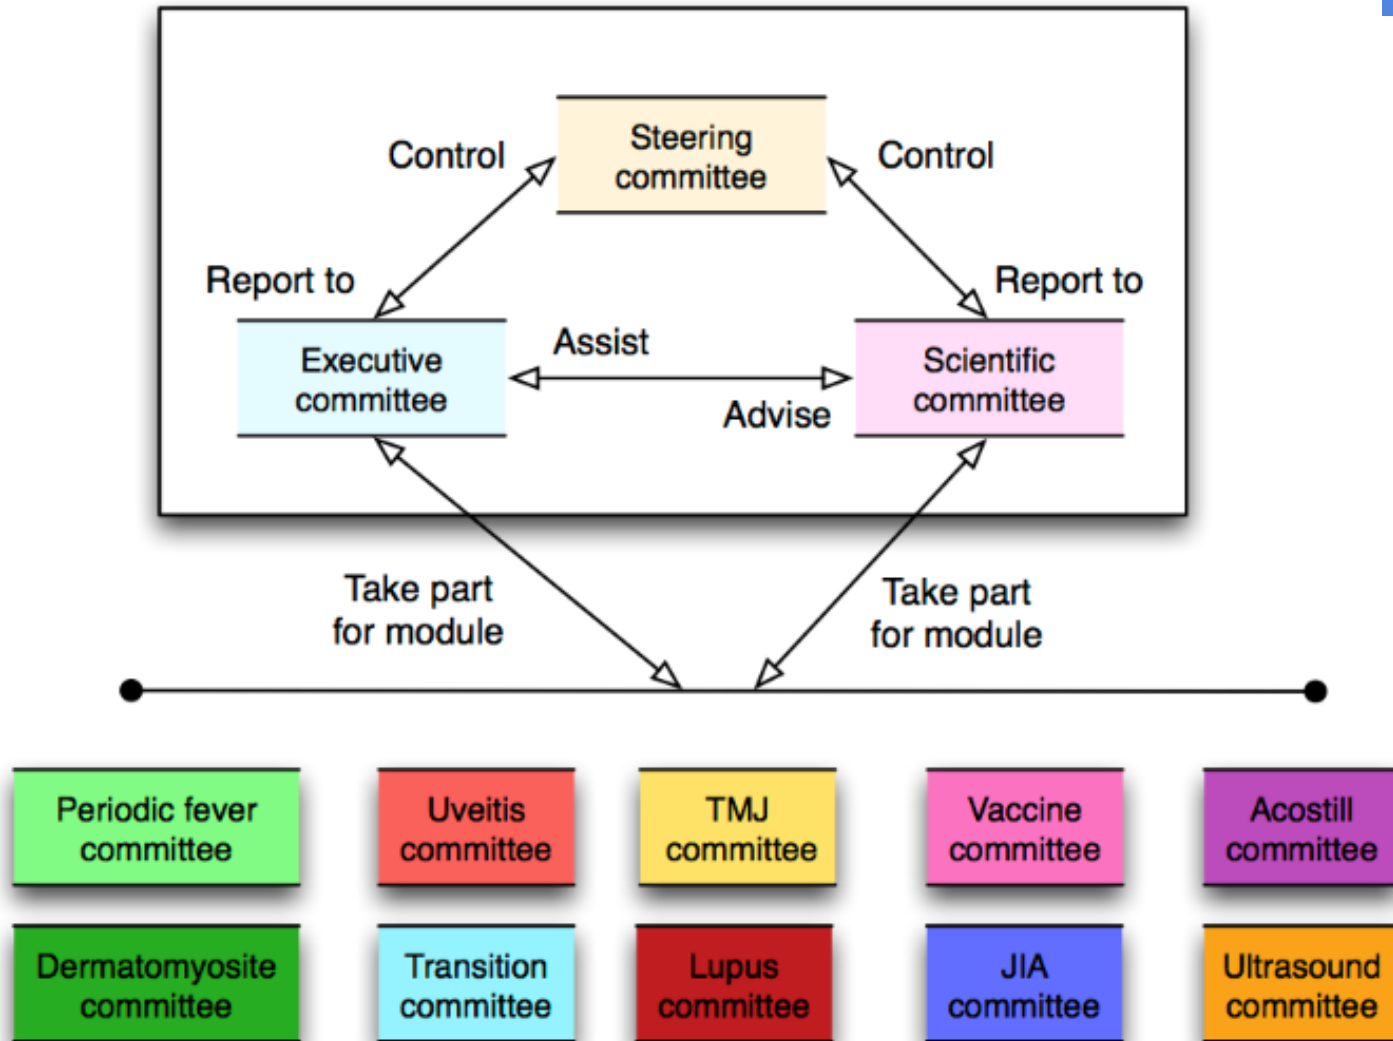 Steering
committee
Control
Control
Report to
Report to
Executive
committee
Assist
Advise
Scientific
committee
Take part
for module
Take part
for module
Periodic fever
committee
Uveitis
committee
TMJ
committee
Vaccine
committee
Acostill
committee
Dermatomyosite
committee
Transition
committee
Lupus
committee
JIA
committee
Ultrasound
committee